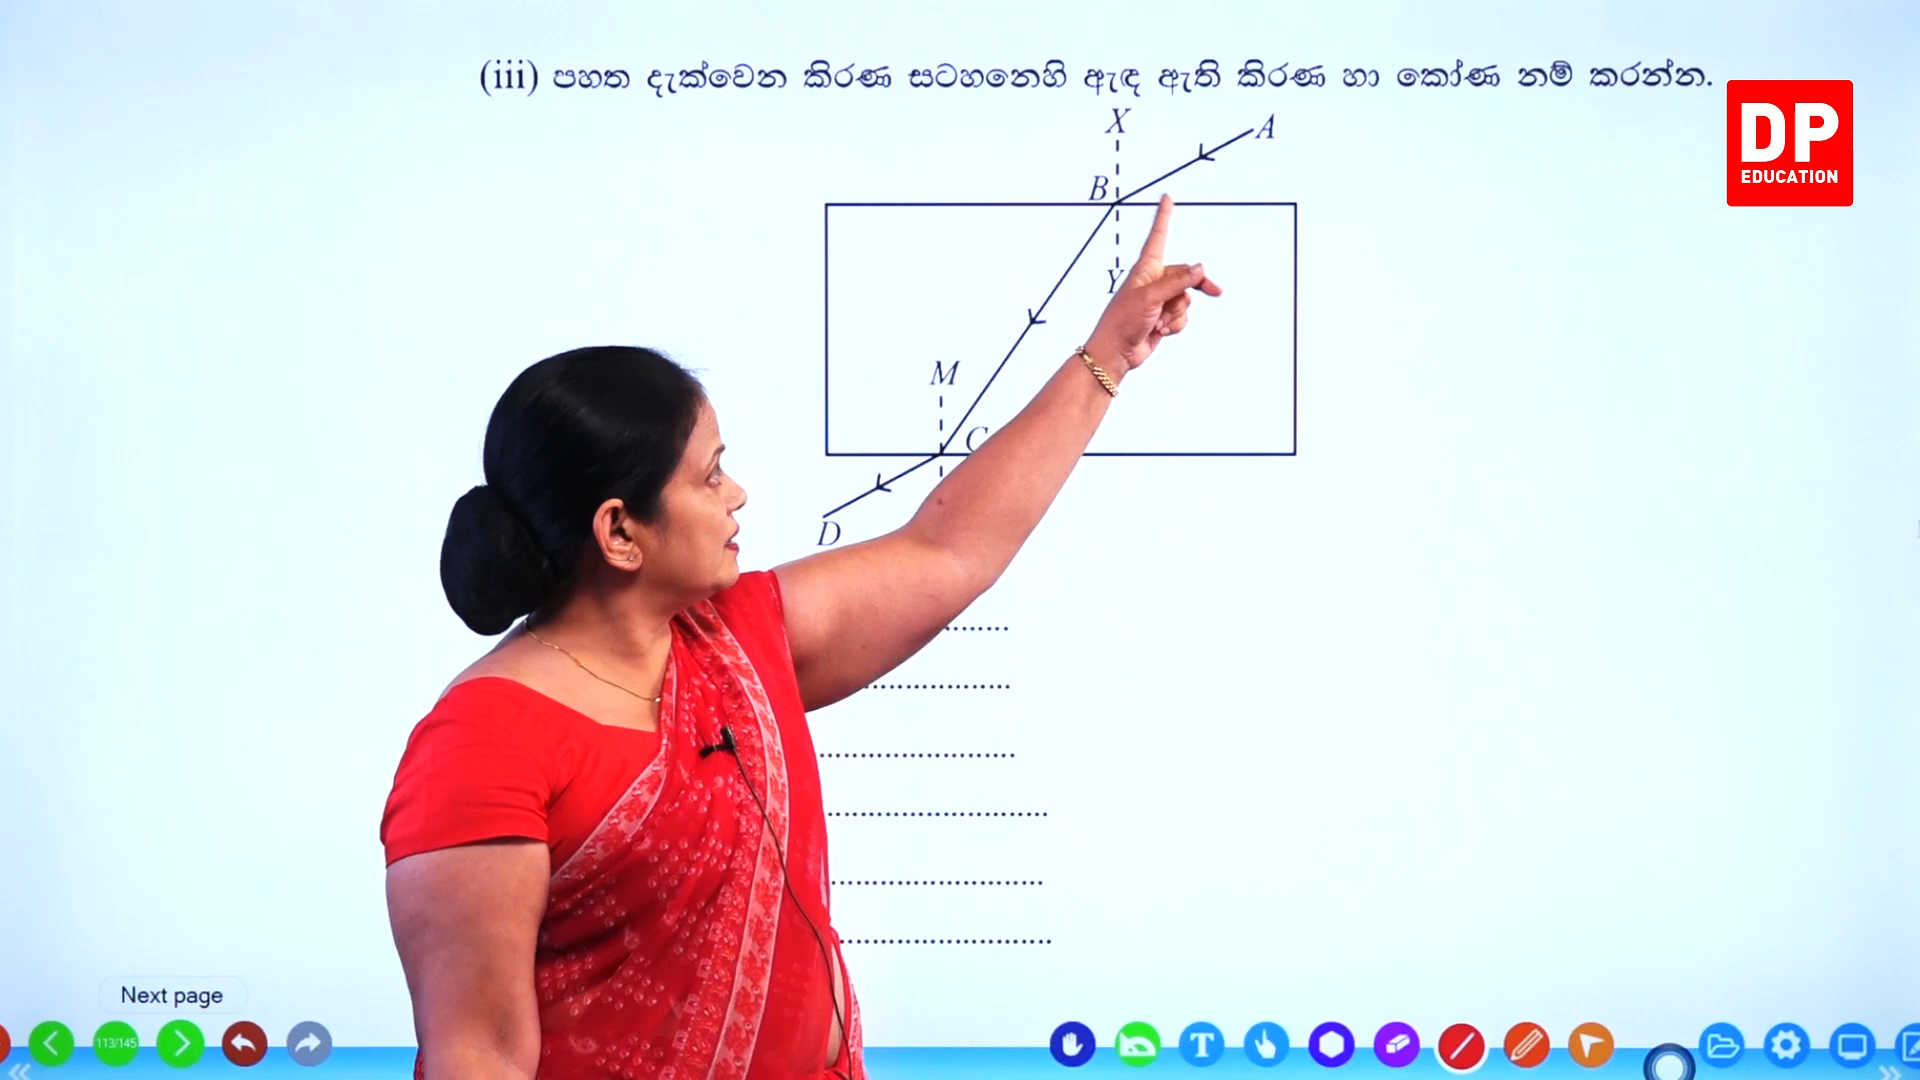 (iii) පහත දැක්වෙන කිරණ සටහනෙහි ඇඳ ඇති කිරණ හා කෝණ නම් කරන්න.
X
A
DP
EDUCATION
B
Y
M
C
D
Next page
113/145
T